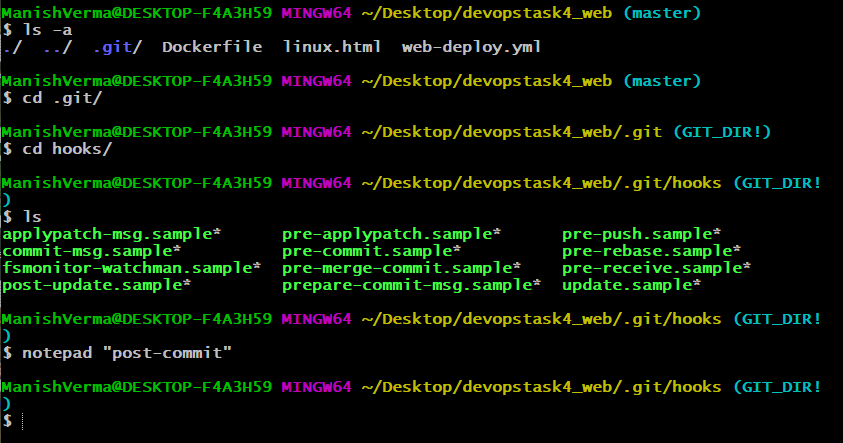 ManishVerma@DESKTOP-F4A3H59 MINGW64 ~/Desktop/devopstask4_web (master)
$ ls -a
./  ../  .git/  Dockerfile  linux.html  web-deploy.yml
ManishVerma@DESKTOP-F4A3H59 MINGW64 ~/Desktop/devopstask4_web (master)
$ cd .git/
ManishVerma@DESKTOP-F4A3H59 MINGW64 ~/Desktop/devopstask4_web/.git (GIT_DIR!)
$ cd hooks/
ManishVerma@DESKTOP-F4A3H59 MINGW64 ~/Desktop/devopstask4_web/.git/hooks (GIT_DIR!
)
$ ls
applypatch-msg.sample*      pre-applypatch.sample*      pre-push.sample*
commit-msg.sample*          pre-commit.sample*          pre-rebase.sample*
fsmonitor-watchman.sample*  pre-merge-commit.sample*    pre-receive.sample*
post-update.sample*         prepare-commit-msg.sample*  update.sample*
ManishVerma@DESKTOP-F4A3H59 MINGW64 ~/Desktop/devopstask4_web/.git/hooks (GIT_DIR!
)
$ notepad "post-commit"
ManishVerma@DESKTOP-F4A3H59 MINGW64 ~/Desktop/devopstask4_web/.git/hooks (GIT_DIR!
)
$